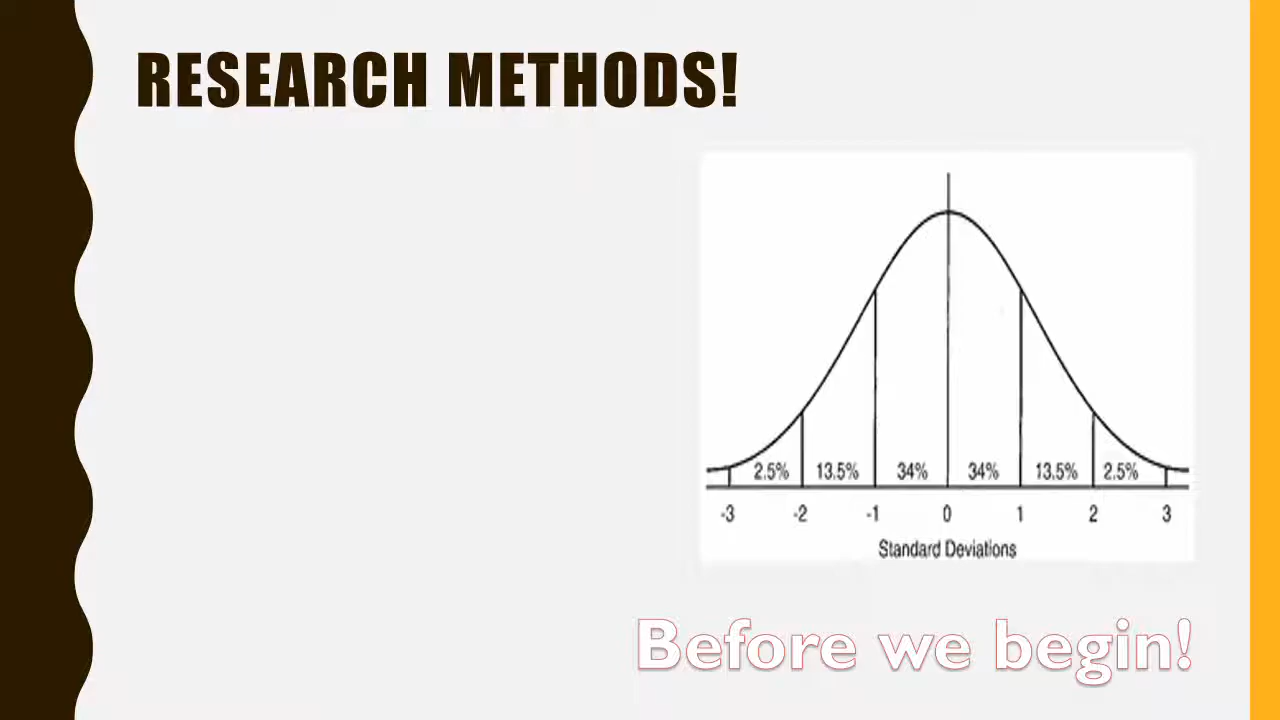 RESEARCH METHODS!
2.5% 13.5% 34% 34% 13.5% 2.5%
-3 -2 -1 0 1 2 3
Standard Deviations
Before we begin!